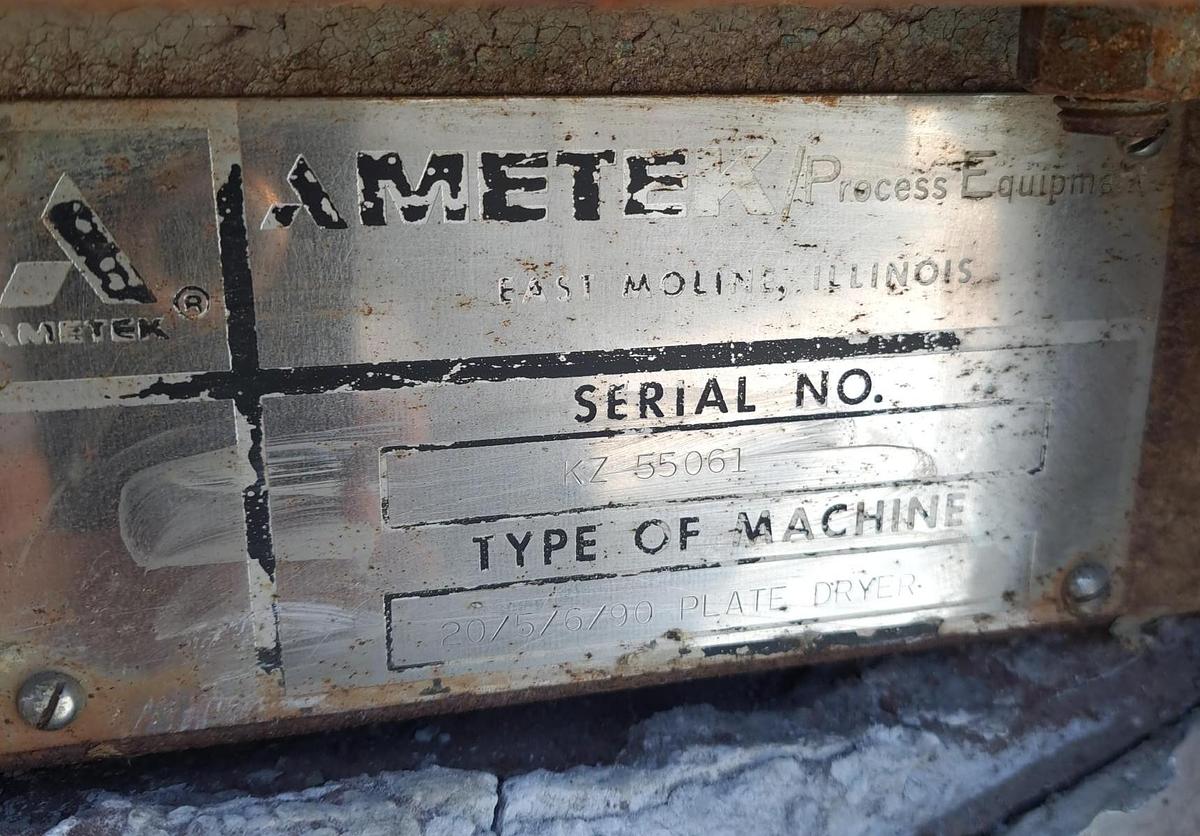 AMETEK/Process Equipment
®
AMETEK
EAST MOLINE, ILLINOIS
SERIAL NO.
KZ 55061
TYPE OF MACHINE
20/5/6/90 PLATE DRYER